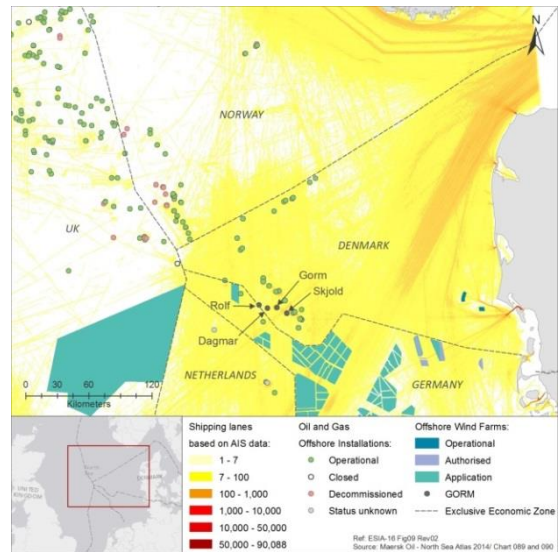 N
NORWAY
UK
DENMARK
Gorm
Skjold
Rolf
Dagmar
NETHERLANDS
GERMANY
0 30 60 120
Kilometers
Shipping lanes
based on AIS data:
1 - 7
7 - 100
100 - 1,000
1,000 - 10,000
10,000 - 50,000
50,000 - 90,088
Oil and Gas
Offshore Installations:
Operational
Closed
Decommissioned
Status unknown
Offshore Wind Farms:
Operational
Authorised
Application
GORM
Exclusive Economic Zone
Ref: ESIA-16 Fig09 Rev02
Source: Maersk Oil - North Sea Atlas 2014/ Chart 089 and 090